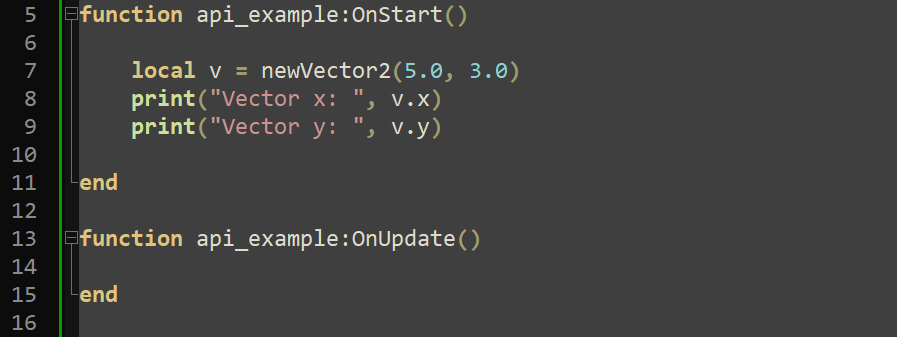 5 function api_example:OnStart()
6
7     local v = newVector2(5.0, 3.0)
8     print("Vector x: ", v.x)
9     print("Vector y: ", v.y)
10
11 end
12
13 function api_example:OnUpdate()
14
15 end
16